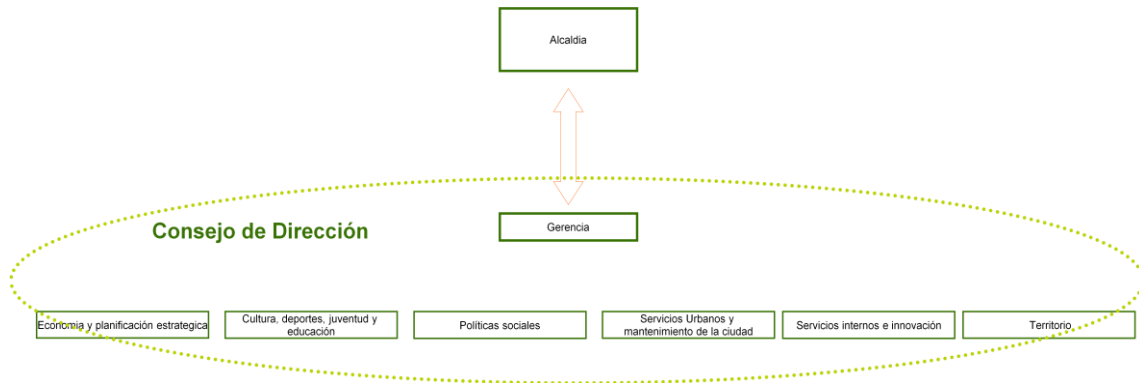 Alcaldia
Consejo de Dirección
Gerencia
Economia y planificación estrategica
Cultura, deportes, juventud y
educación
Políticas sociales
Servicios Urbanos y
mantenimiento de la ciudad
Servicios internos e innovación
Territorio